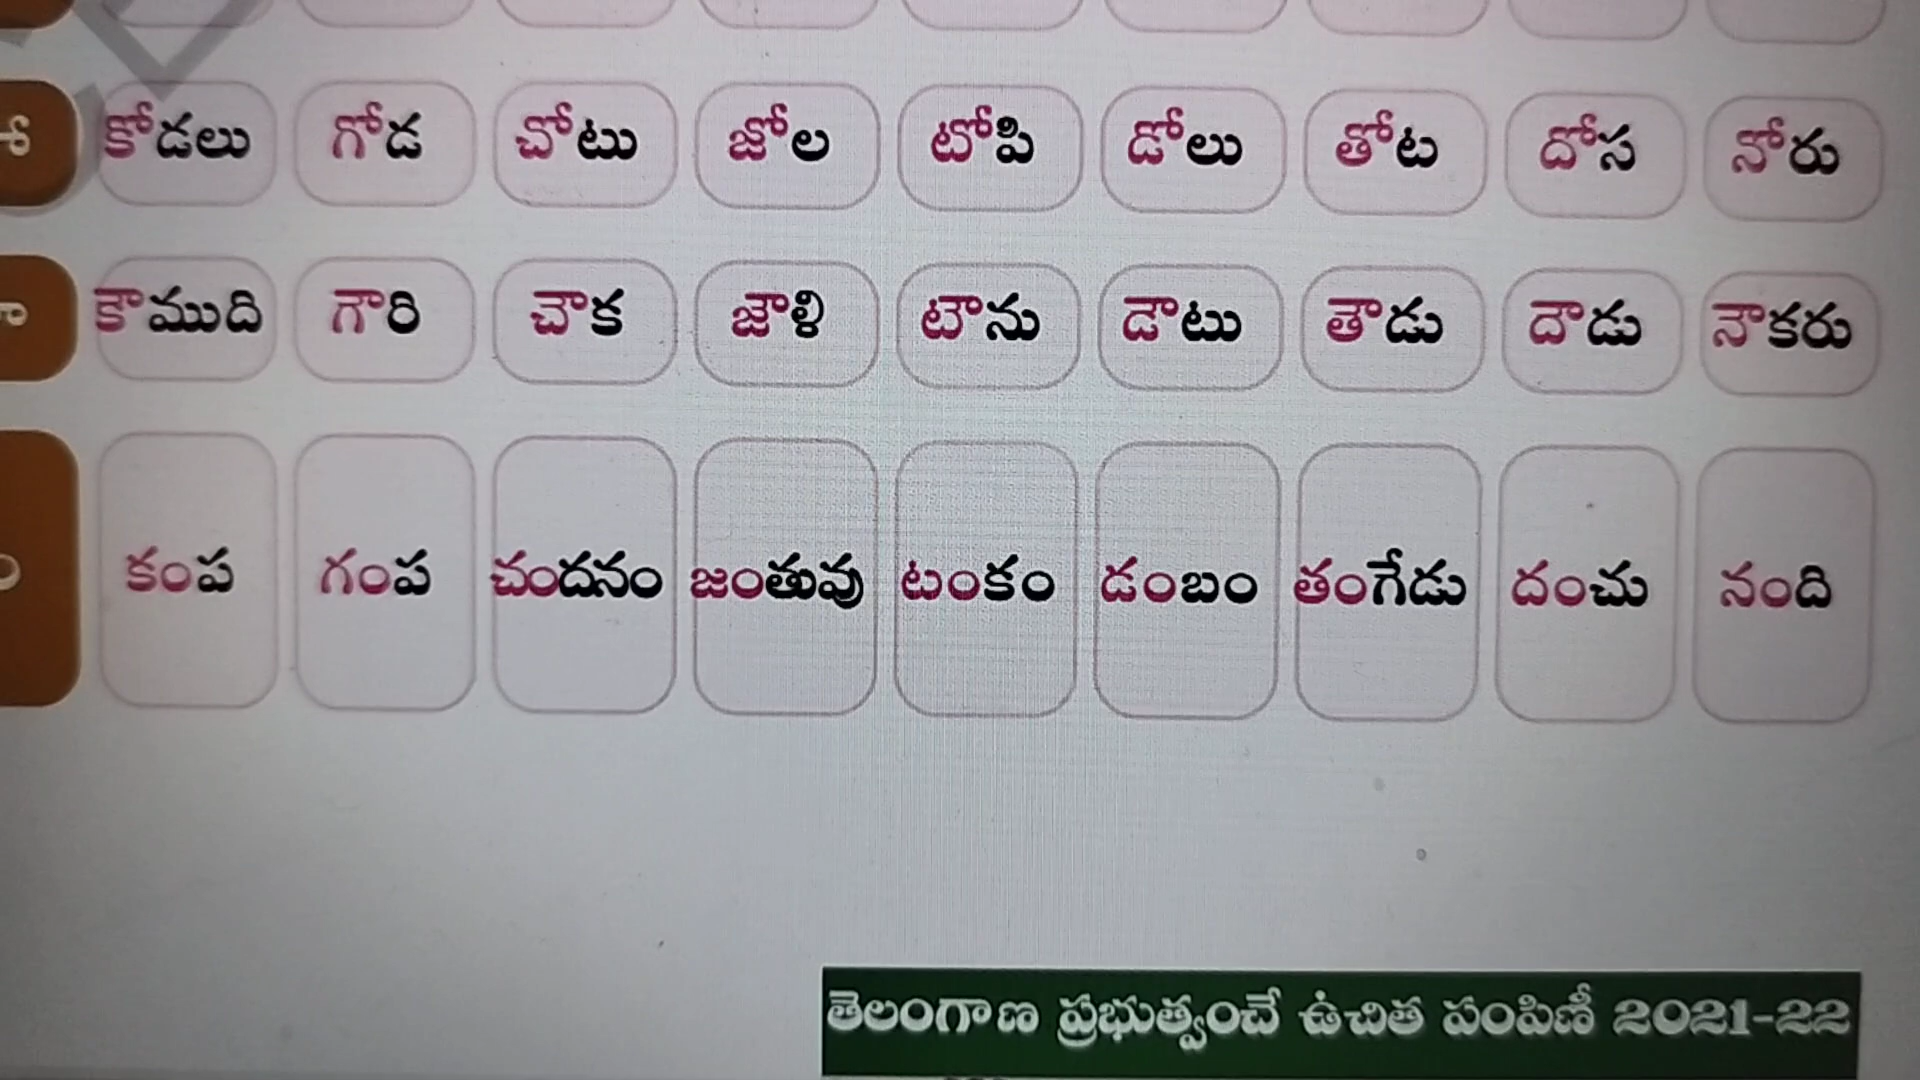 కోడలు గోడ చోటు జోల టోపి డోలు తోట దోస నోరు
కౌముది గౌరి చౌక జౌళి టౌను డౌటు తౌడు దౌడు నౌకరు
కంప గంప చందనం జంతువు టంకం డంబం తంగేడు దంచు నంది
తెలంగాణ ప్రభుత్వంచే ఉచిత పంపిణీ 2021-22